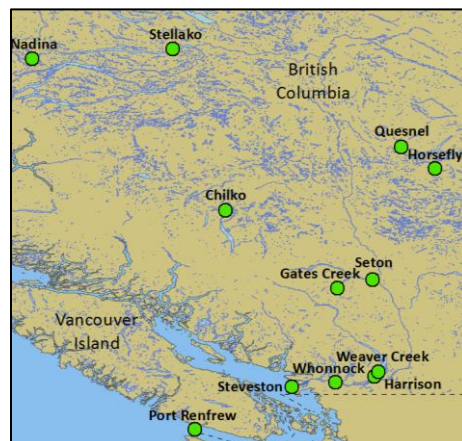 Stellako
Nadina
British
Columbia
Quesnel
Horsefly
Chilko
Seton
Gates Creek
Vancouver
Island
Weaver Creek
Whonnock
Harrison
Steveston
Port Renfrew